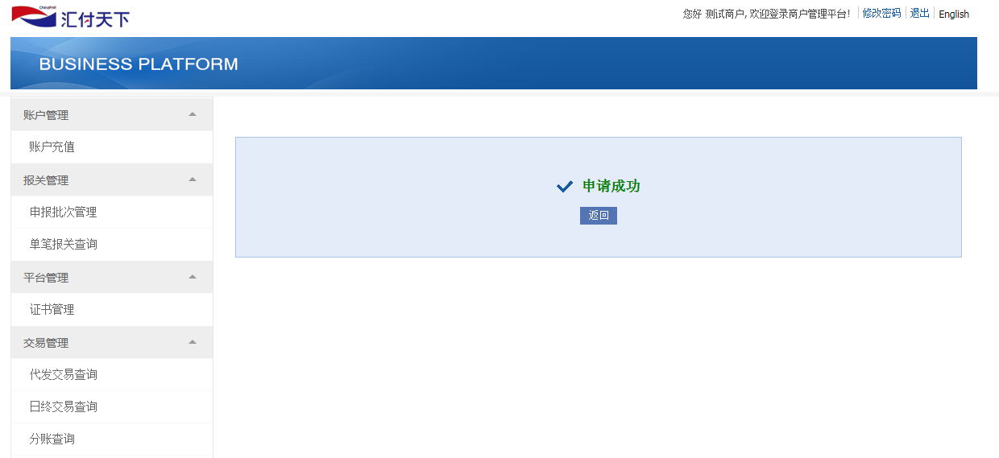 ChinaPnR
汇付天下
您好 测试商户, 欢迎登录商户管理平台!
修改密码
退出
English
BUSINESS PLATFORM
账户管理
账户充值
报关管理
申报批次管理
单笔报关查询
平台管理
证书管理
交易管理
代发交易查询
日终交易查询
分账查询
申请成功
返回